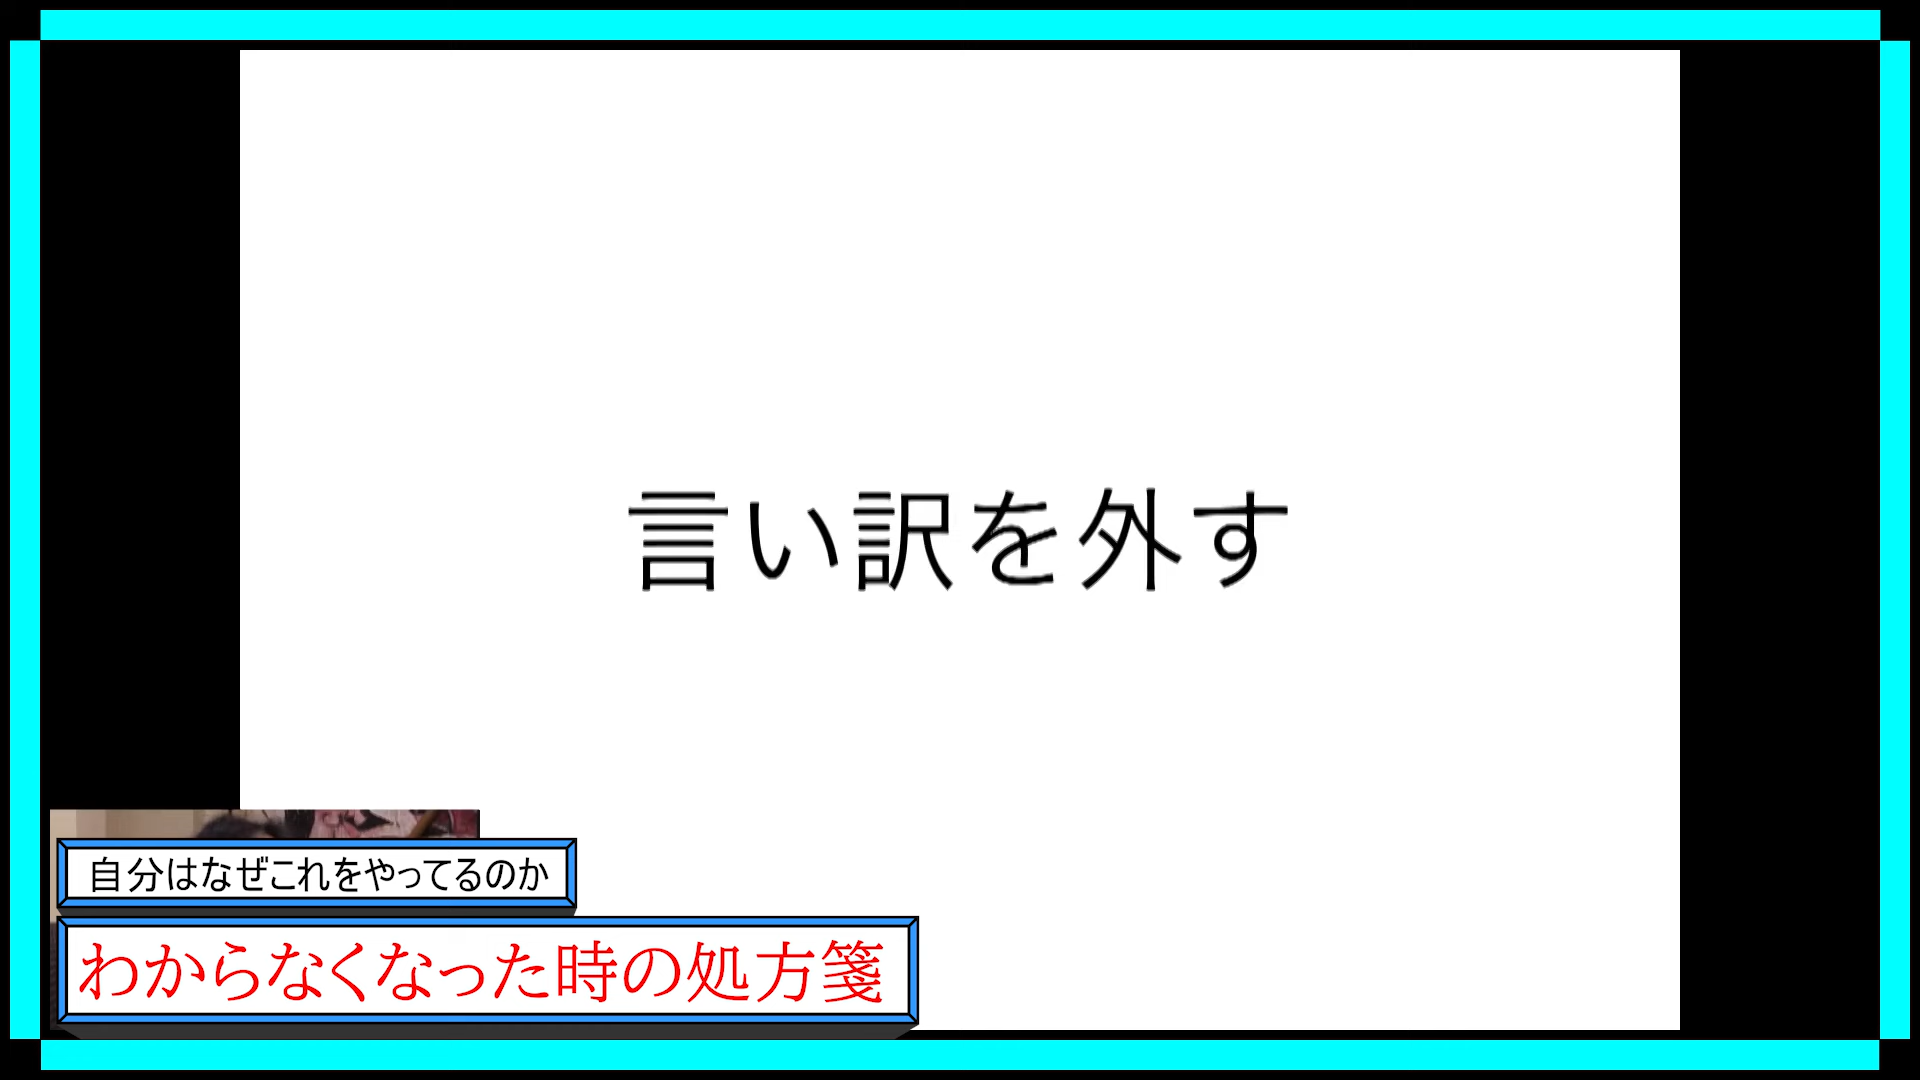 言い訳を外す
自分はなぜこれをやってるのか
わからなくなった時の処方箋